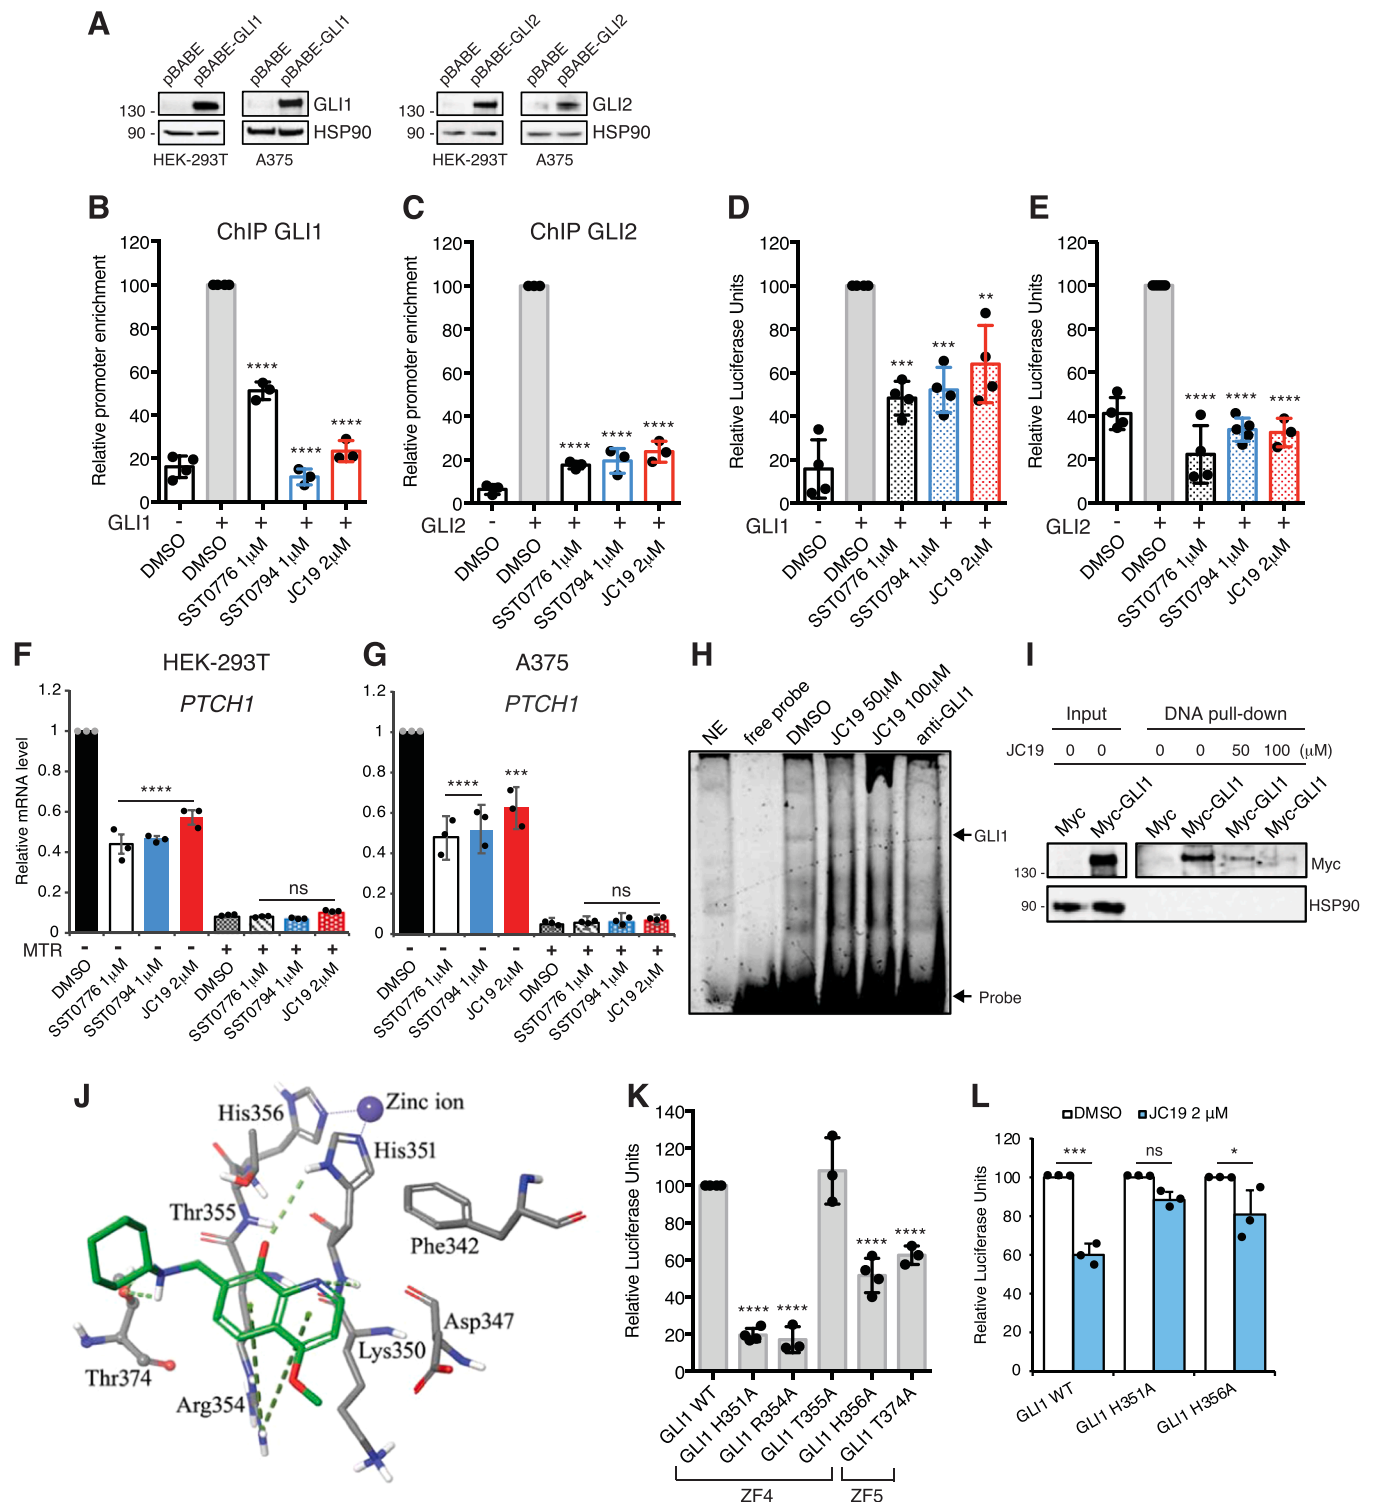 A
pBABE
pBABE-GLI1
pBABE
pBABE-GLI1
pBABE
pBABE-GLI2
pBABE
pBABE-GLI2
130 -
GLI1
130 -
GLI2
90 -
HSP90
90 -
HSP90
HEK-293T
A375
HEK-293T
A375
B
ChIP GLI1
Relative promoter enrichment
120
100
80
60
40
20
0
****
****
****
GLI1
- + + + +
DMSO
DMSO
SST0776 1µM
SST0794 1µM
JC19 2µM
C
ChIP GLI2
Relative promoter enrichment
120
100
80
60
40
20
0
****
****
****
GLI2
- + + + +
DMSO
DMSO
SST0776 1µM
SST0794 1µM
JC19 2µM
D
Relative Luciferase Units
120
100
80
60
40
20
0
***
***
**
GLI1
- + + + +
DMSO
DMSO
SST0776 1µM
SST0794 1µM
JC19 2µM
E
Relative Luciferase Units
120
100
80
60
40
20
0
****
****
****
GLI2
- + + + +
DMSO
DMSO
SST0776 1µM
SST0794 1µM
JC19 2µM
F
HEK-293T
PTCH1
Relative mRNA level
1.2
1
0.8
0.6
0.4
0.2
0
****
ns
MTR
- - - - + + + +
DMSO
SST0776 1µM
SST0794 1µM
JC19 2µM
DMSO
SST0776 1µM
SST0794 1µM
JC19 2µM
G
A375
PTCH1
1.2
1
0.8
0.6
0.4
0.2
0
****
***
ns
- - - - + + + +
DMSO
SST0776 1µM
SST0794 1µM
JC19 2µM
DMSO
SST0776 1µM
SST0794 1µM
JC19 2µM
H
NE
free probe
DMSO
JC19 50µM
JC19 100µM
anti-GLI1
GLI1
Probe
I
Input
DNA pull-down
JC19 0 0 0 0 50 100 (µM)
Myc
Myc-GLI1
Myc
Myc-GLI1
Myc-GLI1
Myc-GLI1
130 -
Myc
90 -
HSP90
J
His356
Zinc ion
His351
Thr355
Phe342
Asp347
Lys350
Thr374
Arg354
K
Relative Luciferase Units
140
120
100
80
60
40
20
0
****
****
****
****
GLI1 WT
GLI1 H351A
GLI1 R354A
GLI1 T355A
GLI1 H356A
GLI1 T374A
ZF4
ZF5
L
DMSO
JC19 2 µM
Relative Luciferase Units
120
100
80
60
40
20
0
***
ns
*
GLI1 WT
GLI1 H351A
GLI1 H356A